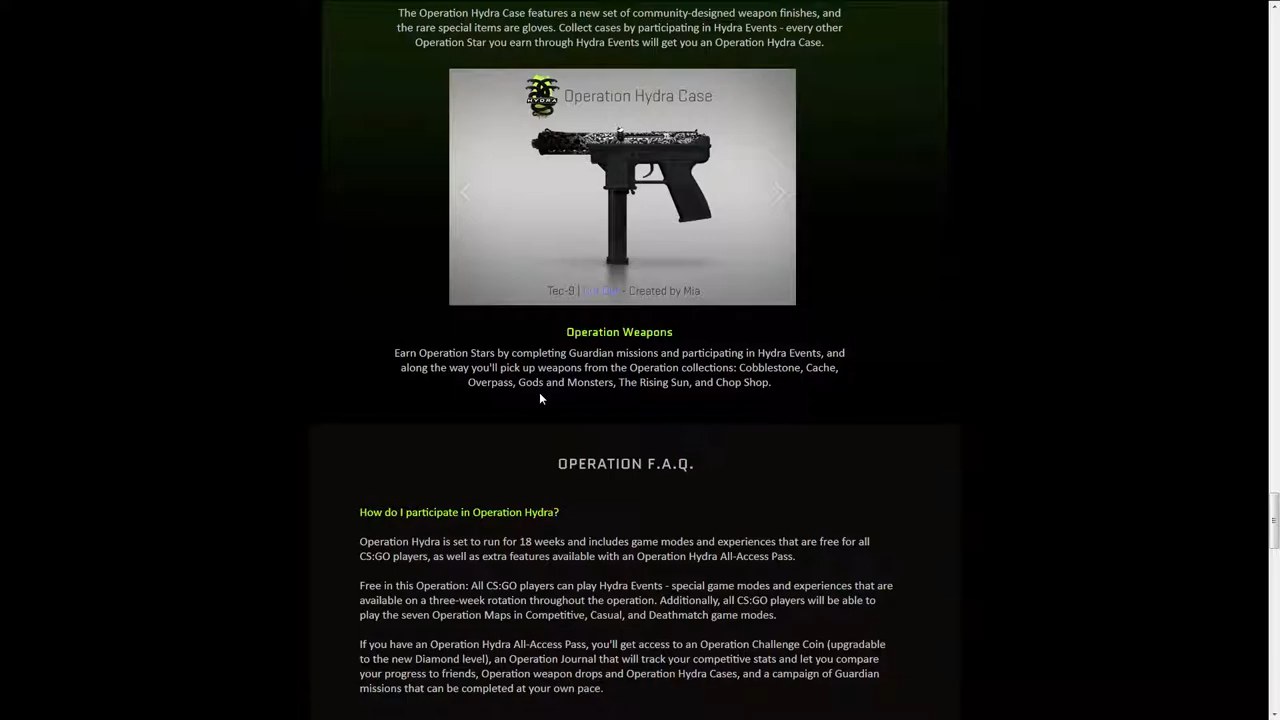 The Operation Hydra Case features a new set of community-designed weapon finishes, and
the rare special items are gloves. Collect cases by participating in Hydra Events - every other
Operation Star you earn through Hydra Events will get you an Operation Hydra Case.
HYDRA
Operation Hydra Case
Tec-9 | - Created by Mia
Operation Weapons
Earn Operation Stars by completing Guardian missions and participating in Hydra Events, and
along the way you'll pick up weapons from the Operation collections: Cobblestone, Cache,
Overpass, Gods and Monsters, The Rising Sun, and Chop Shop.
OPERATION F.A.Q.
How do I participate in Operation Hydra?
Operation Hydra is set to run for 18 weeks and includes game modes and experiences that are free for all
CS:GO players, as well as extra features available with an Operation Hydra All-Access Pass.
Free in this Operation: All CS:GO players can play Hydra Events - special game modes and experiences that are
available on a three-week rotation throughout the operation. Additionally, all CS:GO players will be able to
play the seven Operation Maps in Competitive, Casual, and Deathmatch game modes.
If you have an Operation Hydra All-Access Pass, you'll get access to an Operation Challenge Coin (upgradable
to the new Diamond level), an Operation Journal that will track your competitive stats and let you compare
your progress to friends, Operation weapon drops and Operation Hydra Cases, and a campaign of Guardian
missions that can be completed at your own pace.